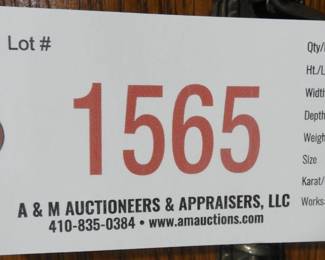 Lot #
1565
A & M AUCTIONEERS & APPRAISERS, LLC
410-835-0384 • www.amauctions.com
Qty/
Ht./L
Width
Depth
Weigh
Size
Karat/
Works